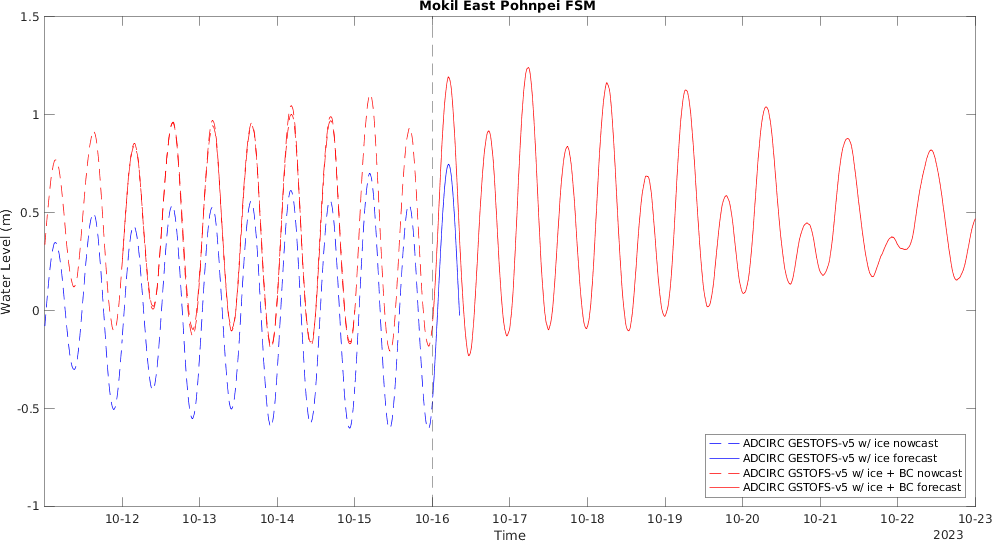 Mokil East Pohnpei FSM
1.5
1
0.5
0
-0.5
-1
Water Level (m)
10-12
10-13
10-14
10-15
10-16
10-17
10-18
10-19
10-20
10-21
10-22
10-23
Time
2023
ADCIRC GESTOFS-v5 w/ ice nowcast
ADCIRC GESTOFS-v5 w/ ice forecast
ADCIRC GSTOFS-v5 w/ ice + BC nowcast
ADCIRC GSTOFS-v5 w/ ice + BC forecast